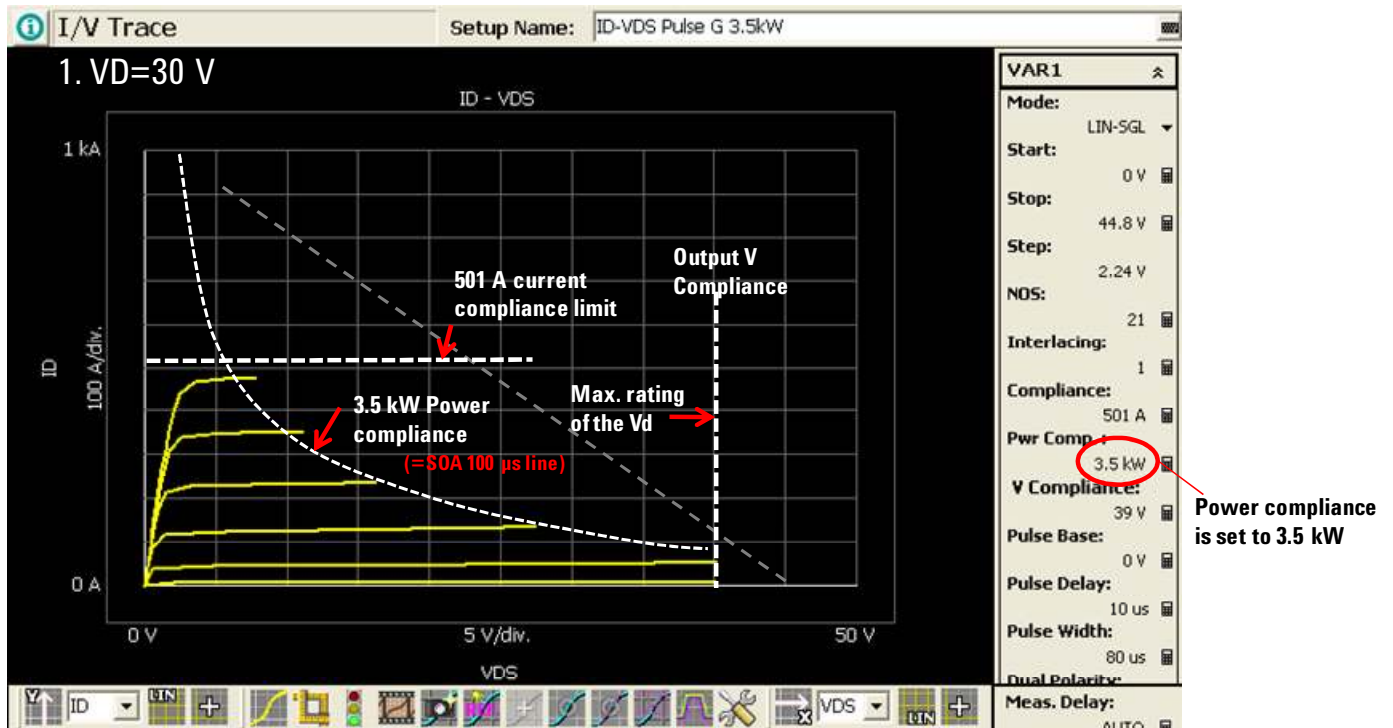 I/V Trace
Setup Name:
ID-VDS Pulse G 3.5kW
1. VD=30 V
ID - VDS
1 kA
ID
100 A/div.
0 A
0 V
5 V/div.
50 V
VDS
501 A current
compliance limit
Output V
Compliance
3.5 kW Power
compliance
(=SOA 100 µs line)
Max. rating
of the Vd
VAR1
Mode:
LIN-SGL
Start:
0 V
Stop:
44.8 V
Step:
2.24 V
NOS:
21
Interlacing:
1
Compliance:
501 A
Pwr Comp +
3.5 kW
V Compliance:
39 V
Pulse Base:
0 V
Pulse Delay:
10 us
Pulse Width:
80 us
Dual Polarity:
Meas. Delay:
AUTO
Power compliance
is set to 3.5 kW
Y
ID
LIN
X
VDS
LIN